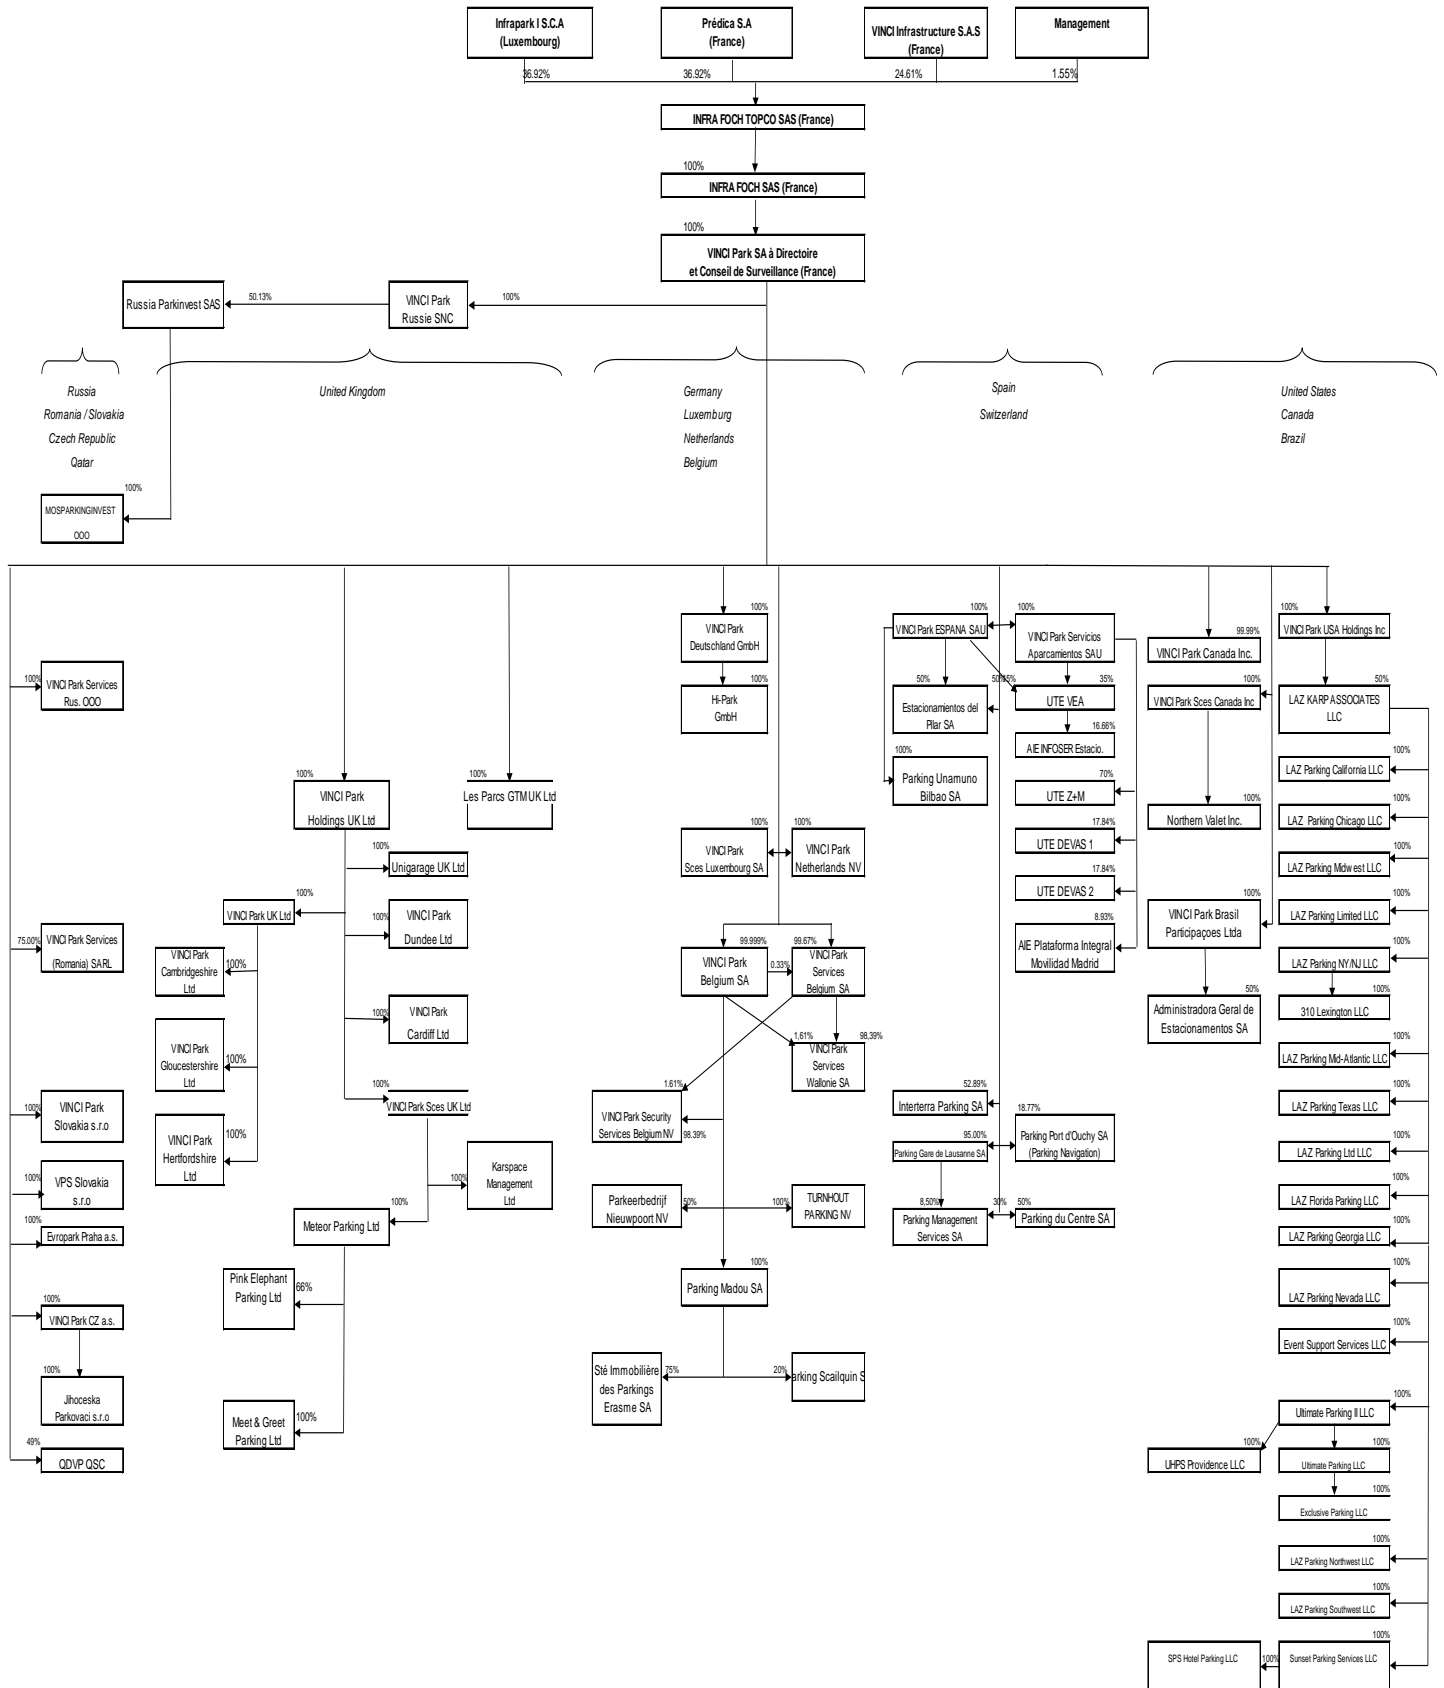 Infrapark I S.C.A
(Luxembourg)
Prédica S.A
(France)
VINCI Infrastructure S.A.S
(France)
Management
36.92%
36.92%
24.61%
1.55%
INFRA FOCH TOPCO SAS (France)
100%
INFRA FOCH SAS (France)
100%
VINCI Park SA à Directoire
et Conseil de Surveillance (France)
Russia Parkinvest SAS
50.13%
VINCI Park
Russie SNC
100%
Russia
Romania / Slovakia
Czech Republic
Qatar
United Kingdom
Germany
Luxemburg
Netherlands
Belgium
Spain
Switzerland
United States
Canada
Brazil
100%
MOSPARKINGINVEST
OOO
100%
VINCI Park Services
Rus. OOO
75.00%
VINCI Park Services
(Romania) SARL
100%
VINCI Park
Slovakia s.r.o
100%
VPS Slovakia
s.r.o
100%
Evropark Praha a.s.
100%
VINCI Park CZ a.s.
100%
Jihoceska
Parkovaci s.r.o
49%
QDVP QSC
100%
VINCI Park
Holdings UK Ltd
100%
Les Parcs GTM UK Ltd
100%
Unigarage UK Ltd
100%
VINCI Park UK Ltd
100%
VINCI Park
Dundee Ltd
VINCI Park
Cambridgeshire
Ltd
100%
100%
VINCI Park
Cardiff Ltd
VINCI Park
Gloucestershire
Ltd
100%
100%
VINCI Park Sces UK Ltd
VINCI Park
Hertfordshire
Ltd
100%
100%
Karspace
Management
Ltd
100%
Meteor Parking Ltd
Pink Elephant
Parking Ltd
66%
Meet & Greet
Parking Ltd
100%
100%
VINCI Park
Deutschland GmbH
100%
Hi-Park
GmbH
100%
VINCI Park
Sces Luxembourg SA
100%
VINCI Park
Netherlands NV
99.999%
VINCI Park
Belgium SA
0.33%
99.67%
VINCI Park
Services
Belgium SA
1,61%
98,39%
VINCI Park
Services
Wallonie SA
1.61%
VINCI Park Security
Services Belgium NV
98.39%
Parkeerbedrijf
Nieuwpoort NV
50%
100%
TURNHOUT
PARKING NV
100%
Parking Madou SA
Sté Immobilière
des Parkings
Erasme SA
75%
20%
arking Scailquin S
100%
VINCI Park ESPANA SAU
100%
VINCI Park Servicios
Aparcamientos SAU
50%
Estacionamientos del
Pilar SA
50%
15%
35%
UTE VEA
16.66%
AIE INFOSER Estacio.
100%
Parking Unamuno
Bilbao SA
70%
UTE Z+M
17.84%
UTE DEVAS 1
17.84%
UTE DEVAS 2
8.93%
AIE Plataforma Integral
Movilidad Madrid
52.89%
Interterra Parking SA
18.77%
Parking Port d'Ouchy SA
(Parking Navigation)
95.00%
Parking Gare de Lausanne SA
8,50%
Parking Management
Services SA
30%
50%
Parking du Centre SA
99.99%
VINCI Park Canada Inc.
100%
VINCI Park Sces Canada Inc
100%
Northern Valet Inc.
100%
VINCI Park Brasil
Participaçoes Ltda
50%
Administradora Geral de
Estacionamentos SA
100%
VINCI Park USA Holdings Inc
50%
LAZ KARP ASSOCIATES
LLC
100%
LAZ Parking California LLC
100%
LAZ Parking Chicago LLC
100%
LAZ Parking Midwest LLC
100%
LAZ Parking Limited LLC
100%
LAZ Parking NY/NJ LLC
100%
310 Lexington LLC
100%
LAZ Parking Mid-Atlantic LLC
100%
LAZ Parking Texas LLC
100%
LAZ Parking Ltd LLC
100%
LAZ Florida Parking LLC
100%
LAZ Parking Georgia LLC
100%
LAZ Parking Nevada LLC
100%
Event Support Services LLC
100%
Ultimate Parking II LLC
100%
UHPS Providence LLC
100%
Ultimate Parking LLC
100%
Exclusive Parking LLC
100%
LAZ Parking Northwest LLC
100%
LAZ Parking Southwest LLC
100%
SPS Hotel Parking LLC
100%
Sunset Parking Services LLC